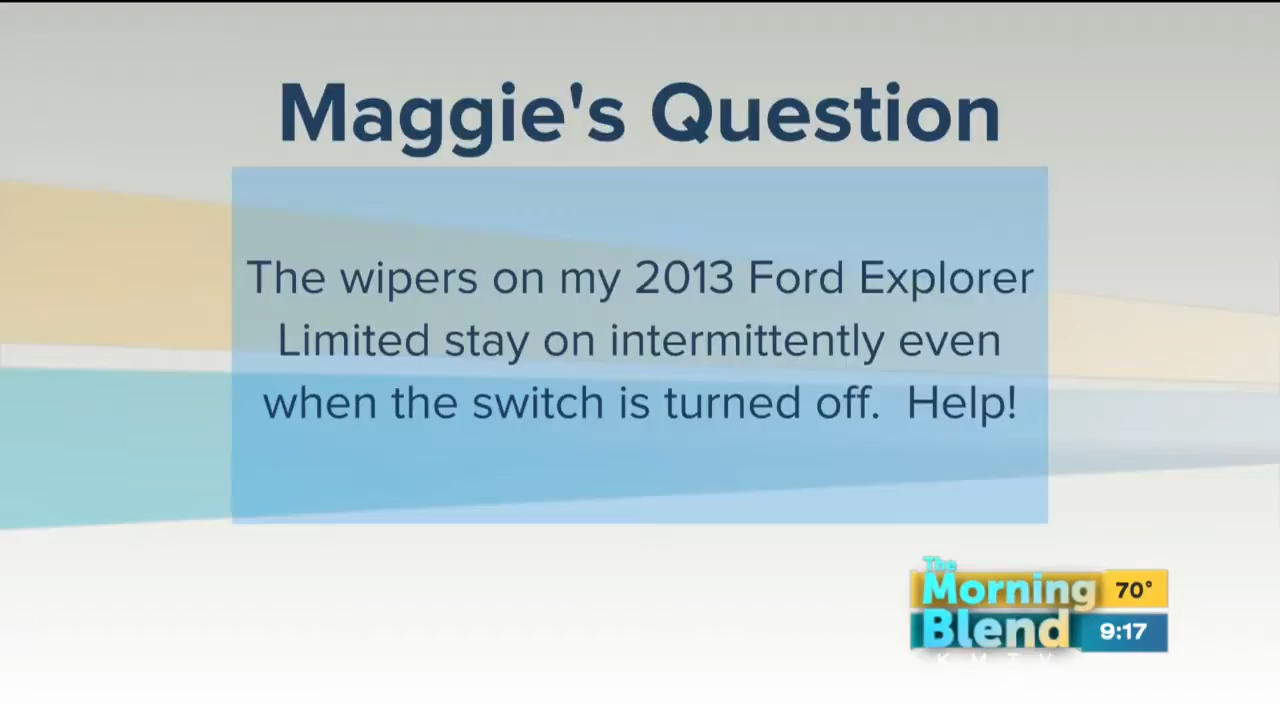 Maggie's Question
The wipers on my 2013 Ford Explorer
Limited stay on intermittently even
when the switch is turned off.  Help!
The
Morning
Blend
70°
9:17
K M T V